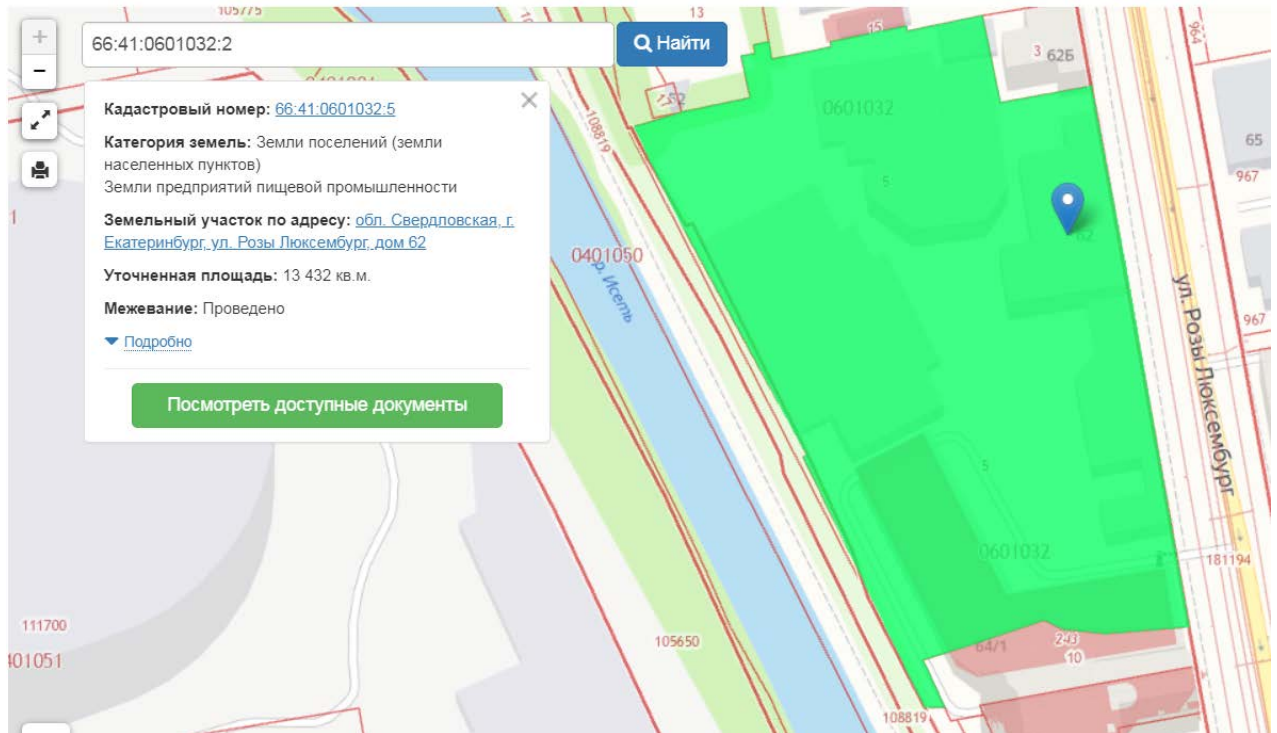 105775
66:41:0601032:2
Найти
Кадастровый номер: 66:41:0601032:5
Категория земель: Земли поселений (земли
населенных пунктов)
Земли предприятий пищевой промышленности
Земельный участок по адресу: обл. Свердловская, г.
Екатеринбург, ул. Розы Люксембург, дом 62
Уточненная площадь: 13 432 кв.м.
Межевание: Проведено
Подробно
Посмотреть доступные документы
13
15
3 62Б
964
0601032
108819
65
967
5
62
0401050
р. Исеть
ул. Розы Люксембург
967
5
0601032
181194
111700
401051
105650
64/1
243
10
108819